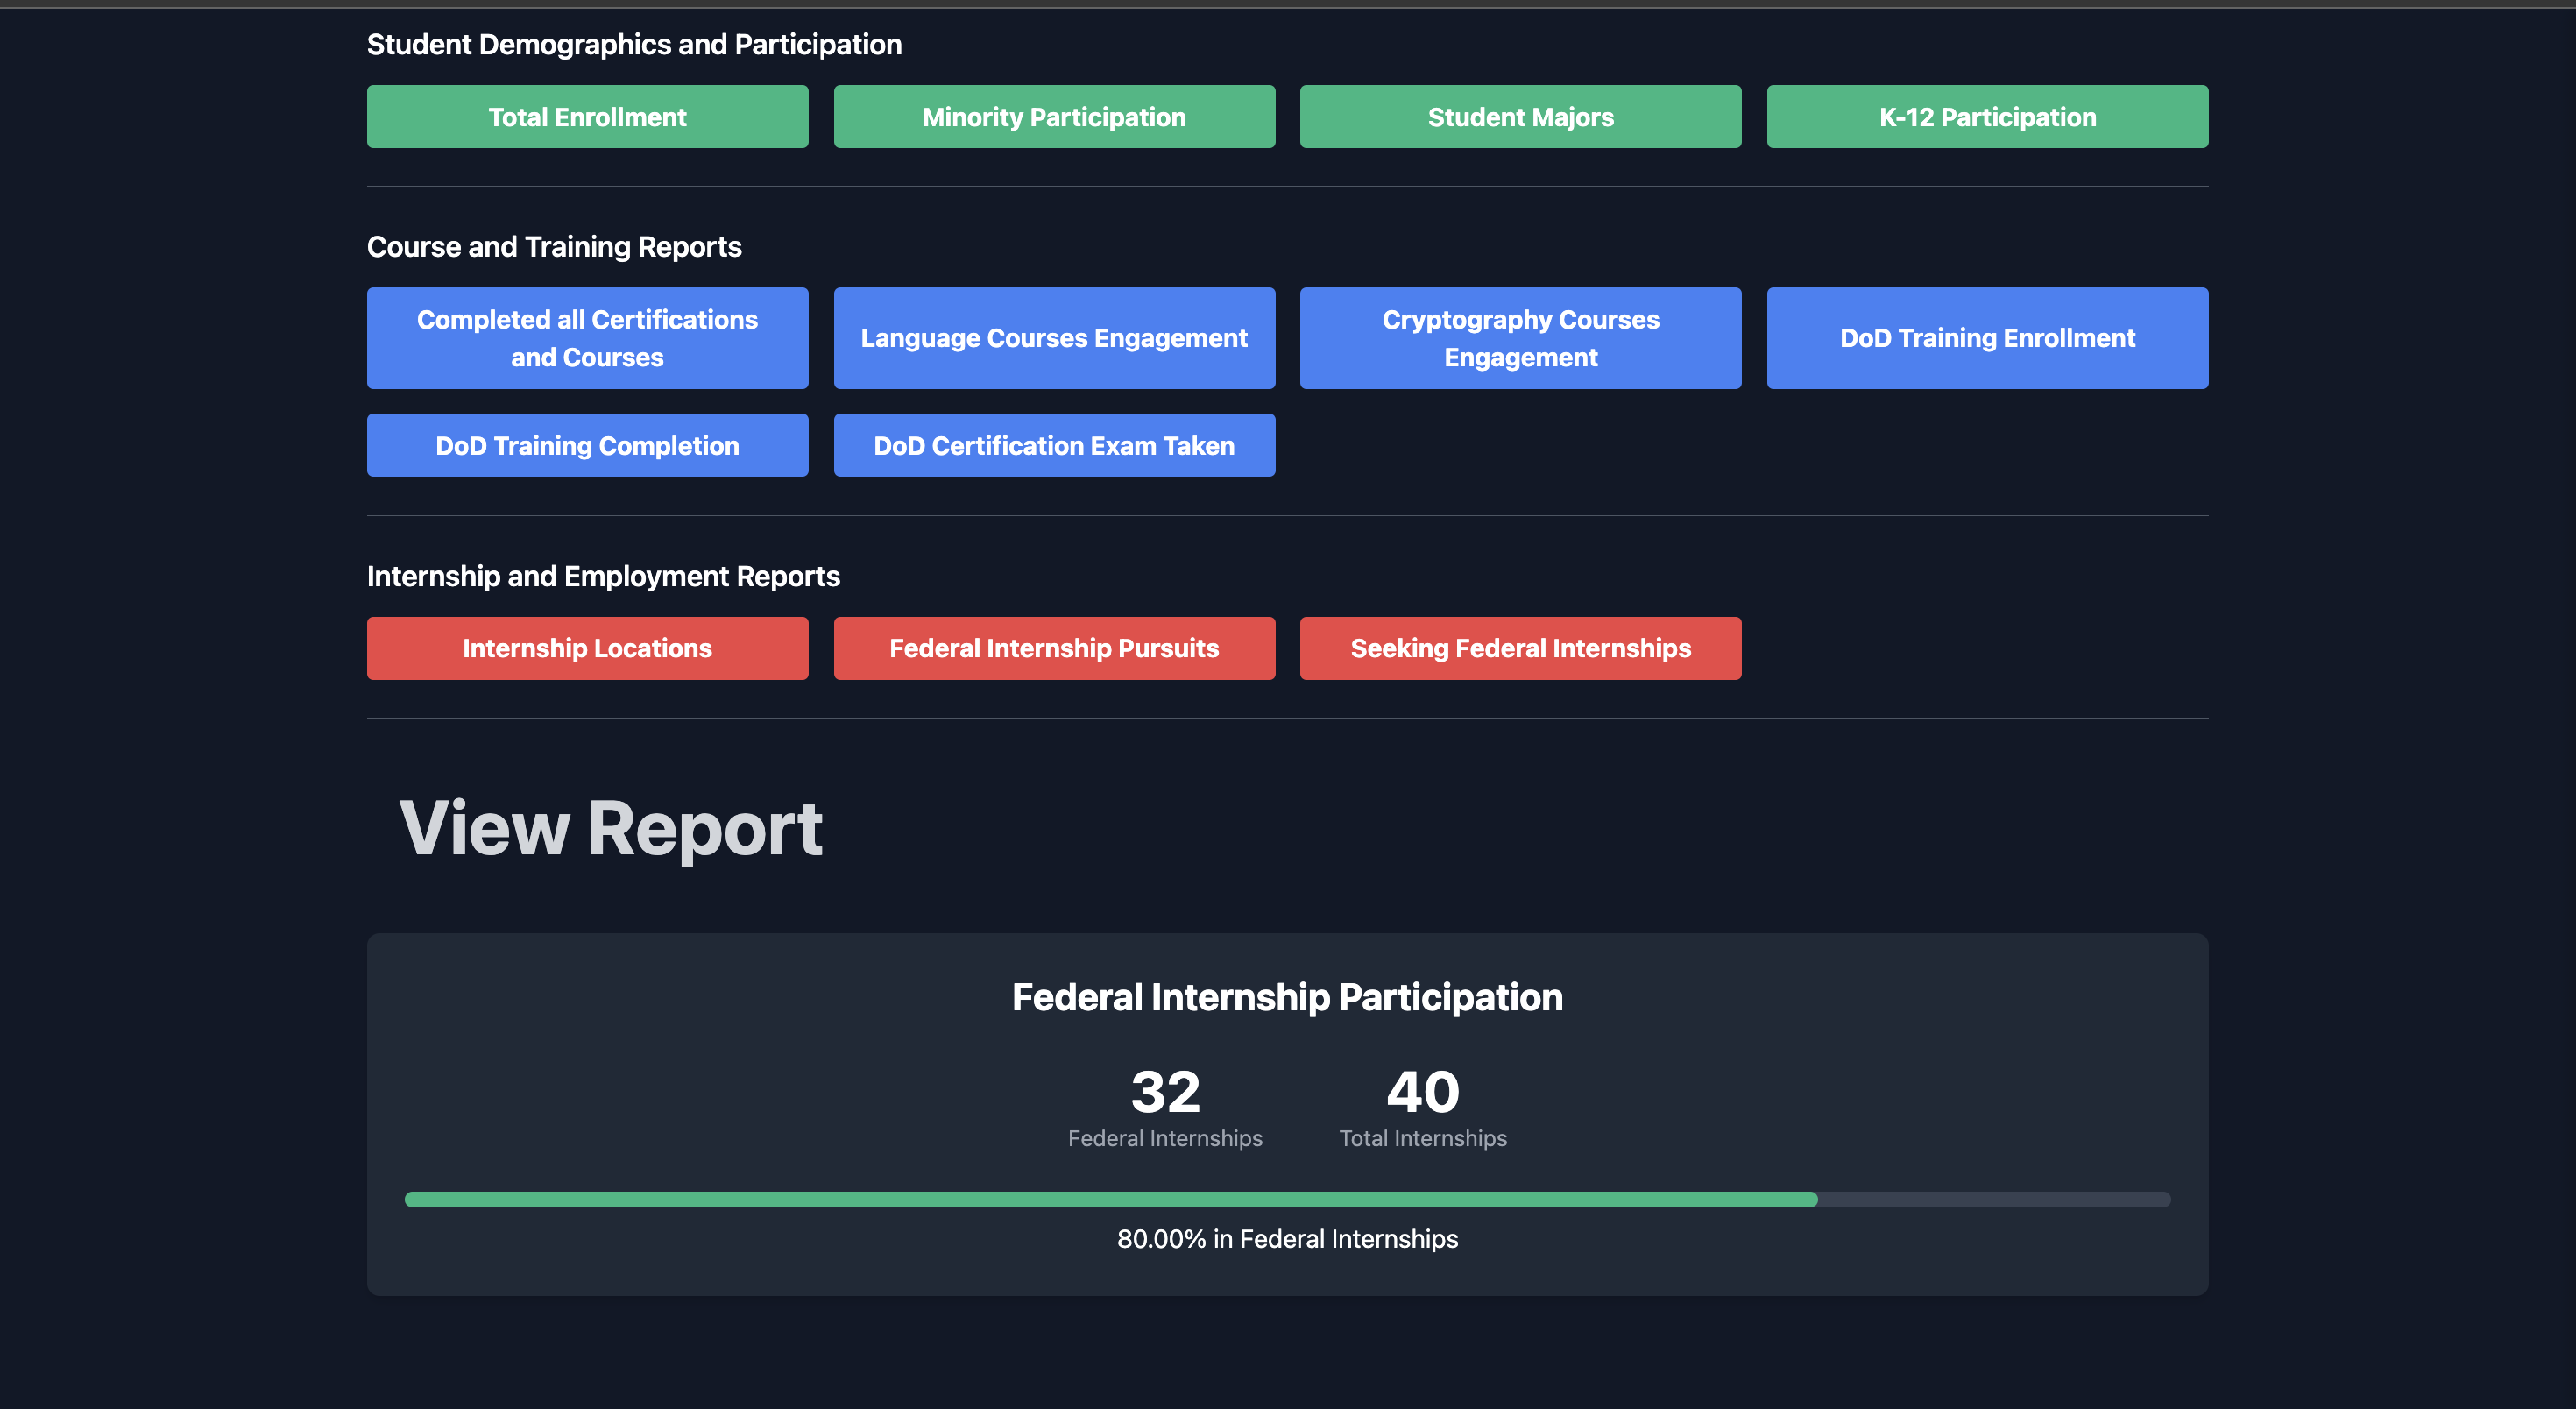 Student Demographics and Participation
Total Enrollment
Minority Participation
Student Majors
K-12 Participation
Course and Training Reports
Completed all Certifications
and Courses
Language Courses Engagement
Cryptography Courses
Engagement
DoD Training Enrollment
DoD Training Completion
DoD Certification Exam Taken
Internship and Employment Reports
Internship Locations
Federal Internship Pursuits
Seeking Federal Internships
View Report
Federal Internship Participation
32
Federal Internships
40
Total Internships
80.00% in Federal Internships